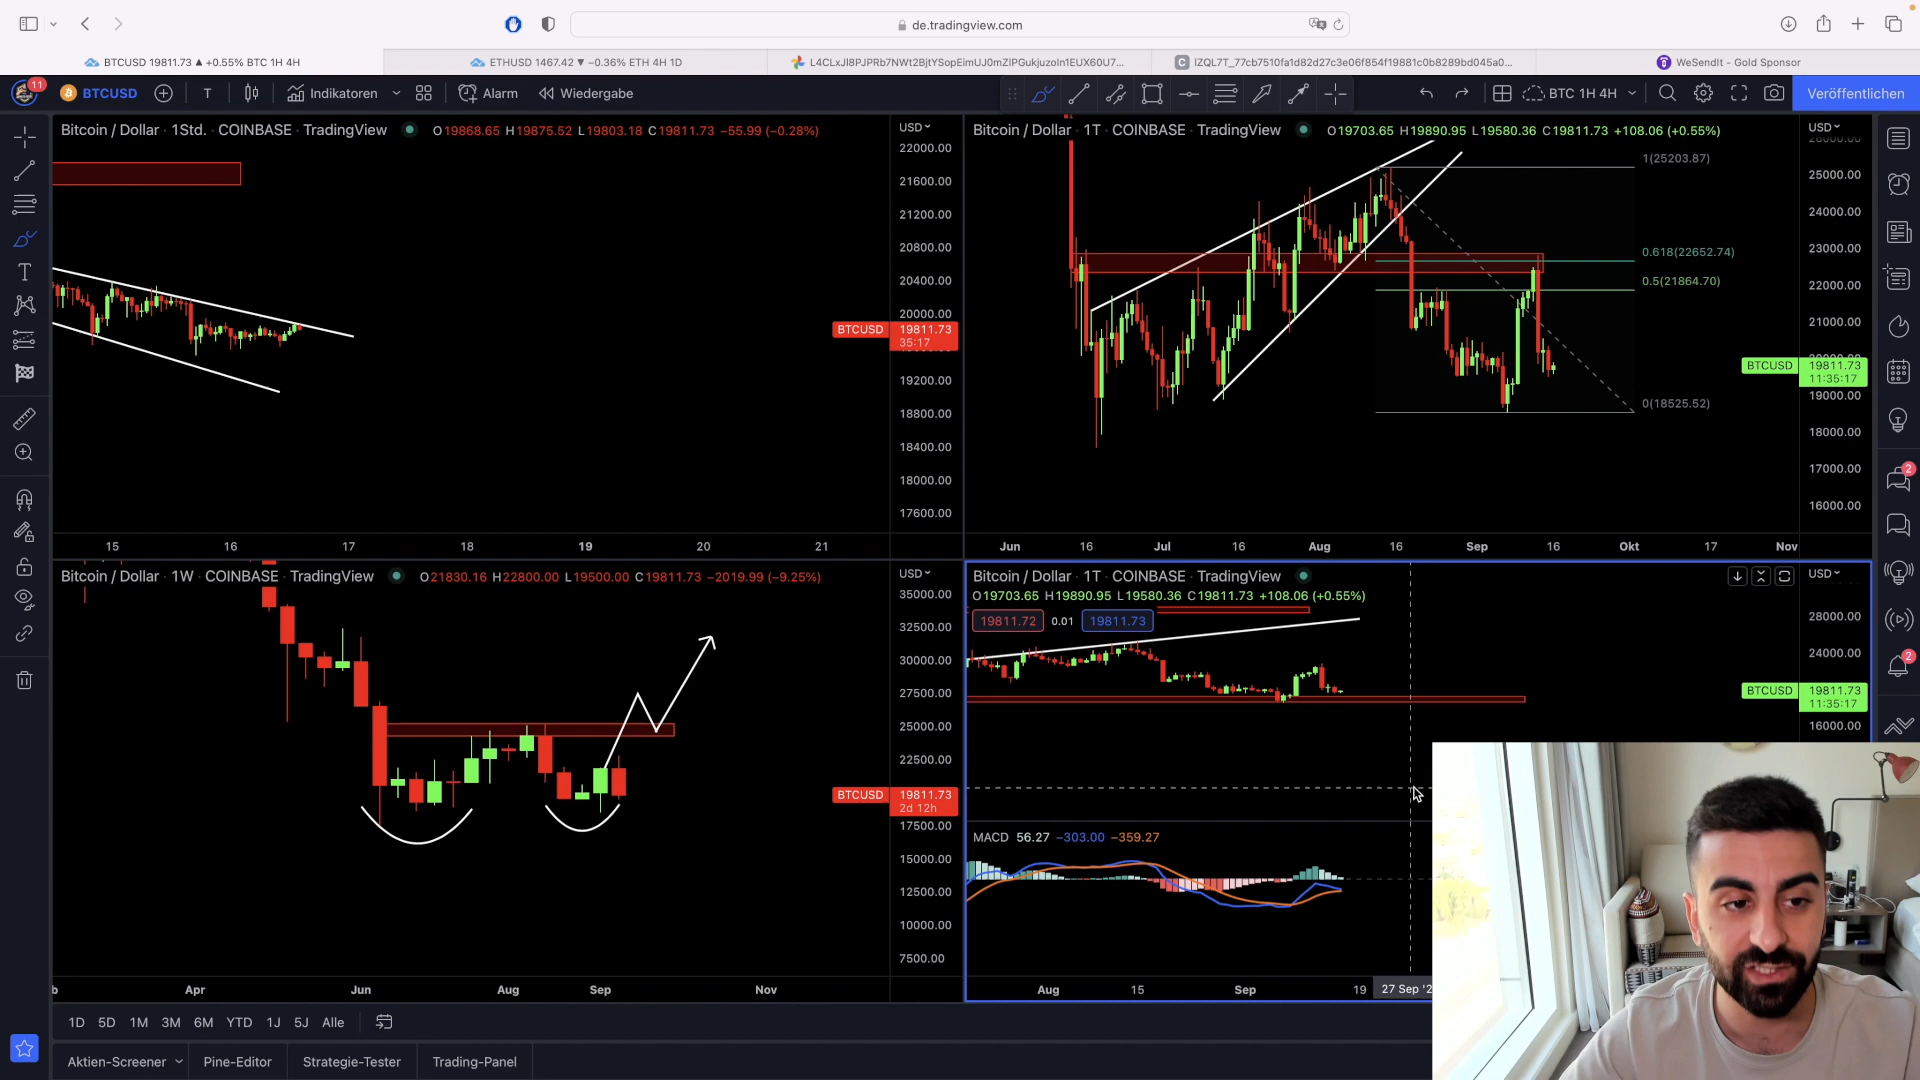 de.tradingview.com
BTCUSD 19811.73 ▲ +0.55% BTC 1H 4H
ETHUSD 1467.42 ▼ −0.36% ETH 4H 1D
WeSendIt - Gold Sponsor
11
BTCUSD
T
Indikatoren
Alarm
Wiedergabe
BTC 1H 4H
Veröffentlichen
Bitcoin / Dollar · 1Std. · COINBASE · TradingView
O19868.65 H19875.52 L19803.18 C19811.73 −55.99 (−0.28%)
USD
22000.00
21600.00
21200.00
20800.00
20400.00
20000.00
BTCUSD
19811.73
35:17
19200.00
18800.00
18400.00
18000.00
17600.00
15 16 17 18 19 20 21
Bitcoin / Dollar · 1T · COINBASE · TradingView
O19703.65 H19890.95 L19580.36 C19811.73 +108.06 (+0.55%)
USD
1(25203.87)
25000.00
24000.00
23000.00
0.618(22652.74)
0.5(21864.70)
22000.00
21000.00
BTCUSD
19811.73
11:35:17
19000.00
0(18525.52)
18000.00
17000.00
16000.00
Jun 16 Jul 16 Aug 16 Sep 16 Okt 17 Nov
Bitcoin / Dollar · 1W · COINBASE · TradingView
O21830.16 H22800.00 L19500.00 C19811.73 −2019.99 (−9.25%)
USD
35000.00
32500.00
30000.00
27500.00
25000.00
22500.00
BTCUSD
19811.73
2d 12h
17500.00
15000.00
12500.00
10000.00
7500.00
b Apr Jun Aug Sep Nov
Bitcoin / Dollar · 1T · COINBASE · TradingView
USD
O19703.65 H19890.95 L19580.36 C19811.73 +108.06 (+0.55%)
19811.72 0.01 19811.73
28000.00
24000.00
BTCUSD
19811.73
11:35:17
16000.00
MACD 56.27 −303.00 −359.27
Aug 15 Sep 19 27 Sep '2
2
2
1D 5D 1M 3M 6M YTD 1J 5J Alle
Aktien-Screener
Pine-Editor
Strategie-Tester
Trading-Panel